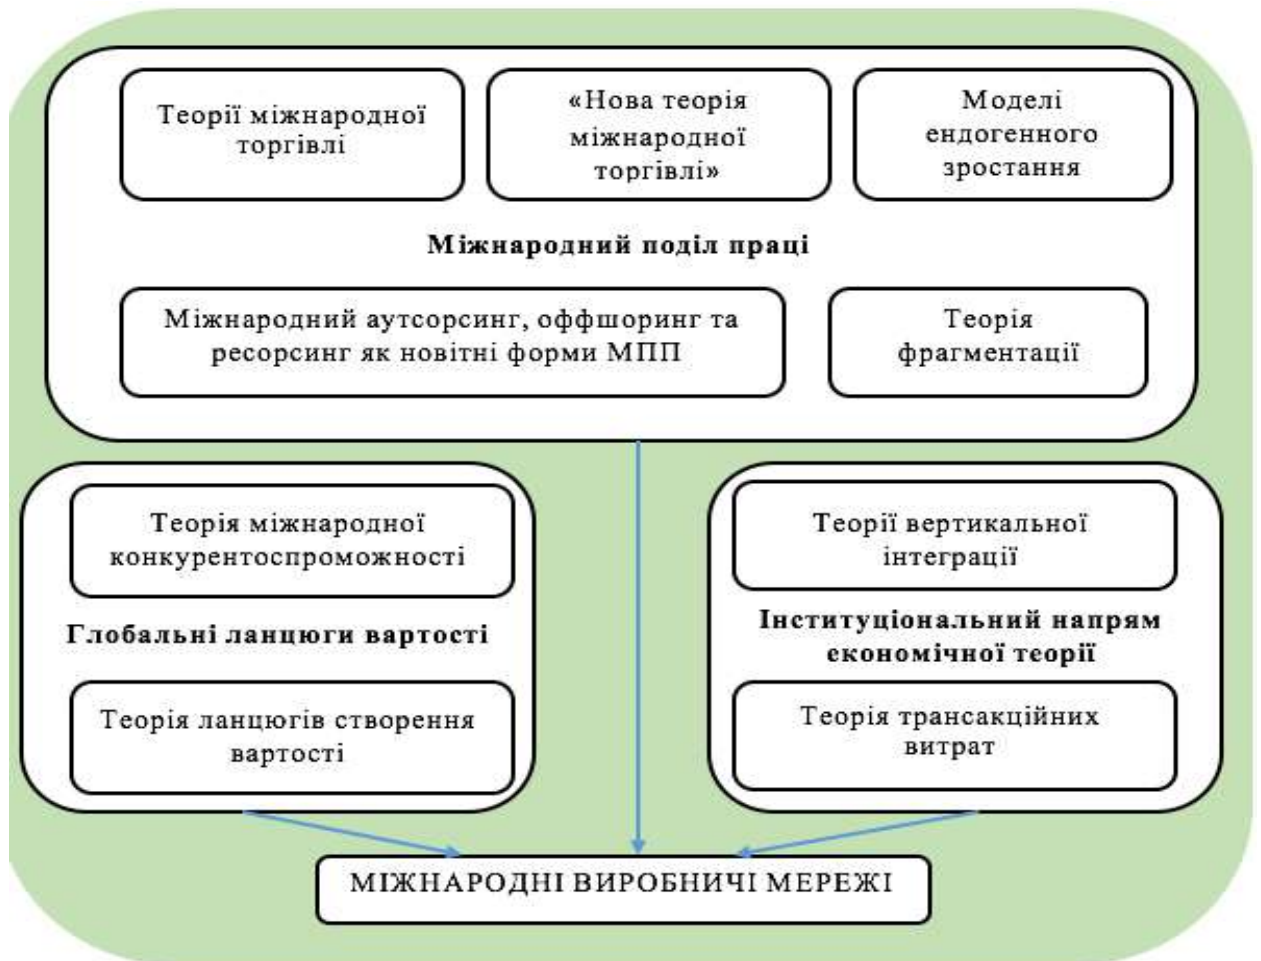 Теорії міжнародної
торгівлі
«Нова теорія
міжнародної
торгівлі»
Моделі
ендогенного
зростання
Міжнародний поділ праці
Міжнародний аутсорсинг, оффшоринг та
ресорсинг як новітні форми МПП
Теорія
фрагментації
Теорія міжнародної
конкурентоспроможності
Глобальні ланцюги вартості
Теорія ланцюгів створення
вартості
Теорії вертикальної
інтеграції
Інституціональний напрям
економічної теорії
Теорія трансакційних
витрат
МІЖНАРОДНІ ВИРОБНИЧІ МЕРЕЖІ